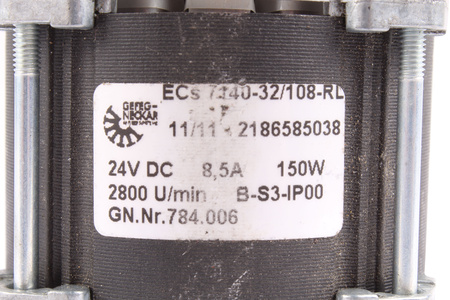 ECs 7140-32/108-RL
GEFEG-
NECKAR
11/11 - 2186585038
24V DC 8,5A 150W
2800 U/min B-S3-IP00
GN.Nr.784.006